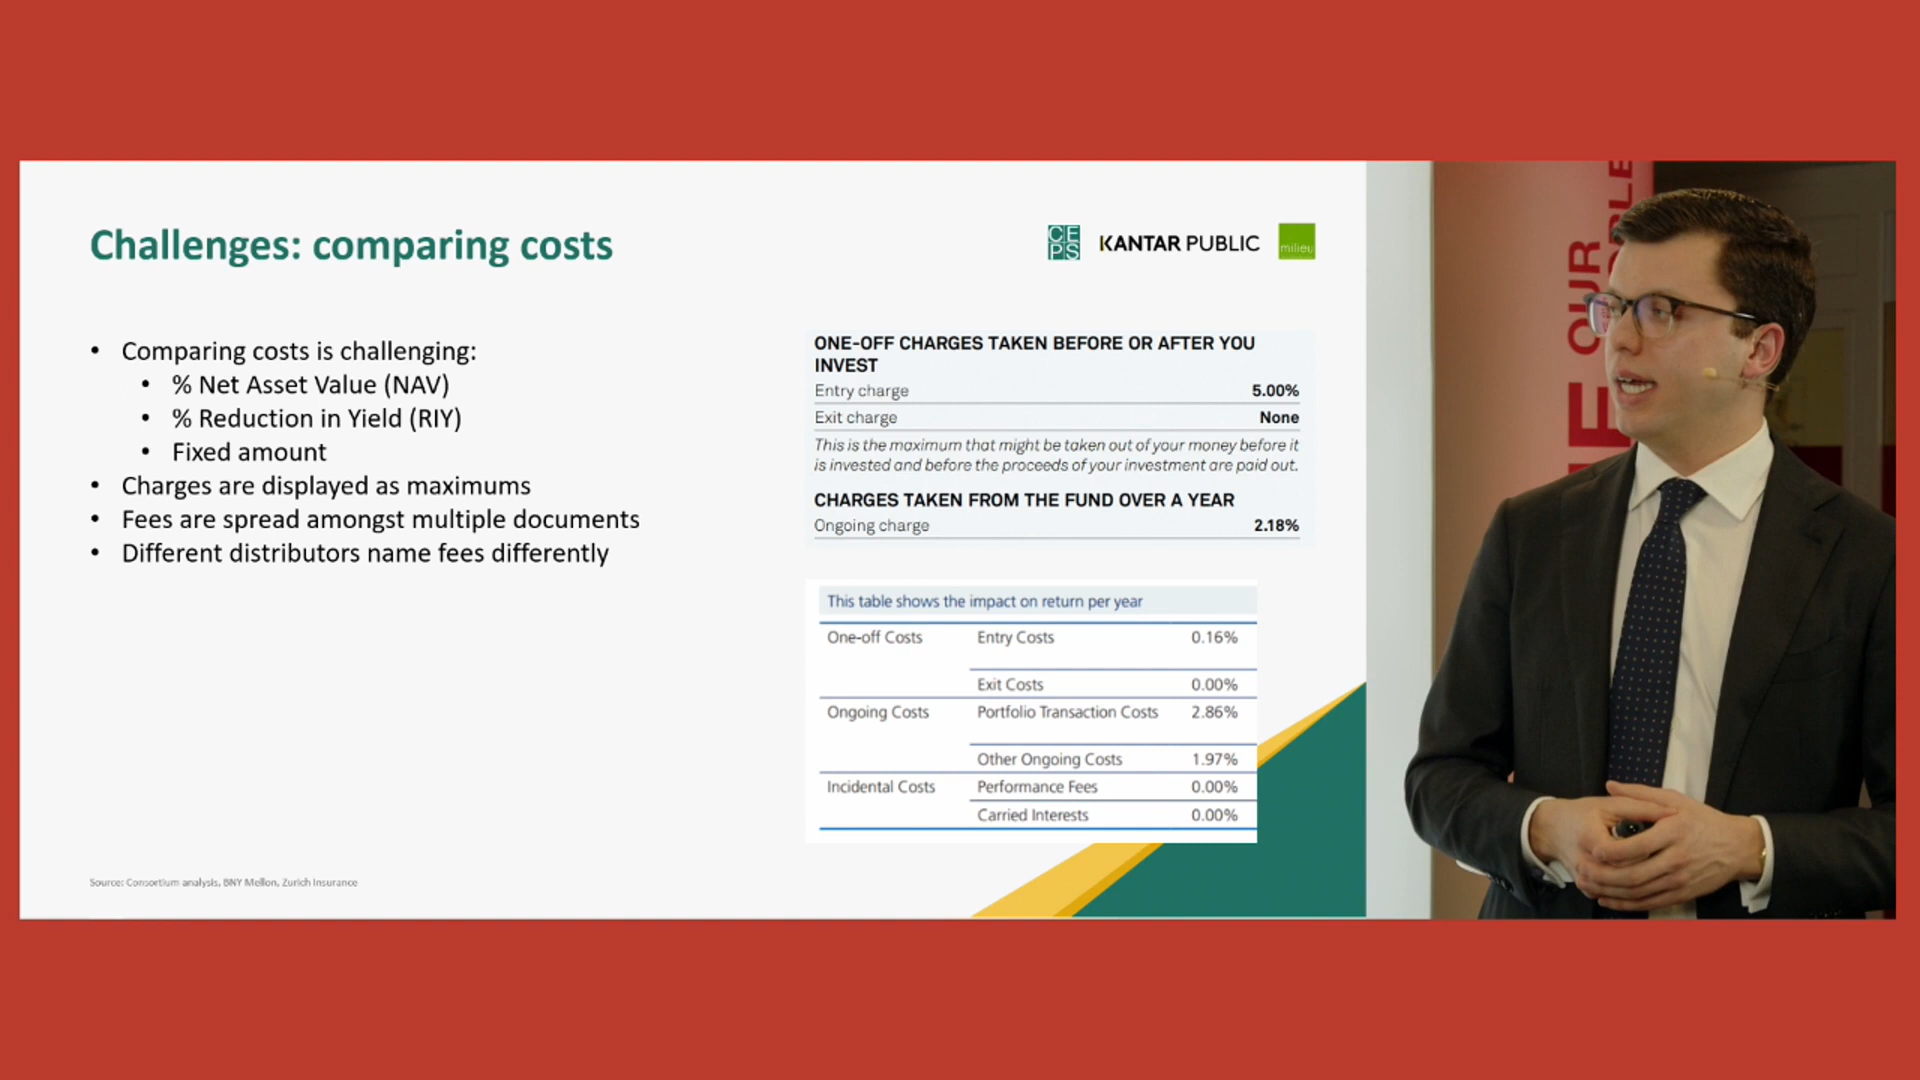 Challenges: comparing costs
CE
PS
KANTAR PUBLIC
milieu
• Comparing costs is challenging:
• % Net Asset Value (NAV)
• % Reduction in Yield (RIY)
• Fixed amount
• Charges are displayed as maximums
• Fees are spread amongst multiple documents
• Different distributors name fees differently
ONE-OFF CHARGES TAKEN BEFORE OR AFTER YOU
INVEST
Entry charge 5.00%
Exit charge None
This is the maximum that might be taken out of your money before it
is invested and before the proceeds of your investment are paid out.
CHARGES TAKEN FROM THE FUND OVER A YEAR
Ongoing charge 2.18%
This table shows the impact on return per year
One-off Costs Entry Costs 0.16%
Exit Costs 0.00%
Ongoing Costs Portfolio Transaction Costs 2.86%
Other Ongoing Costs 1.97%
Incidental Costs Performance Fees 0.00%
Carried Interests 0.00%
Source: Consortium analysis, BNY Mellon, Zurich Insurance
OUR